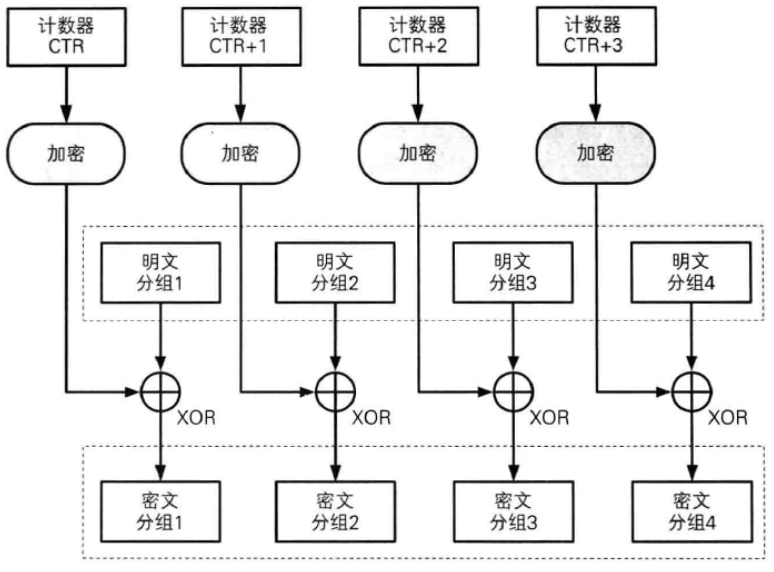 计数器
CTR
计数器
CTR+1
计数器
CTR+2
计数器
CTR+3
加密
加密
加密
加密
明文
分组1
明文
分组2
明文
分组3
明文
分组4
XOR
XOR
XOR
XOR
密文
分组1
密文
分组2
密文
分组3
密文
分组4